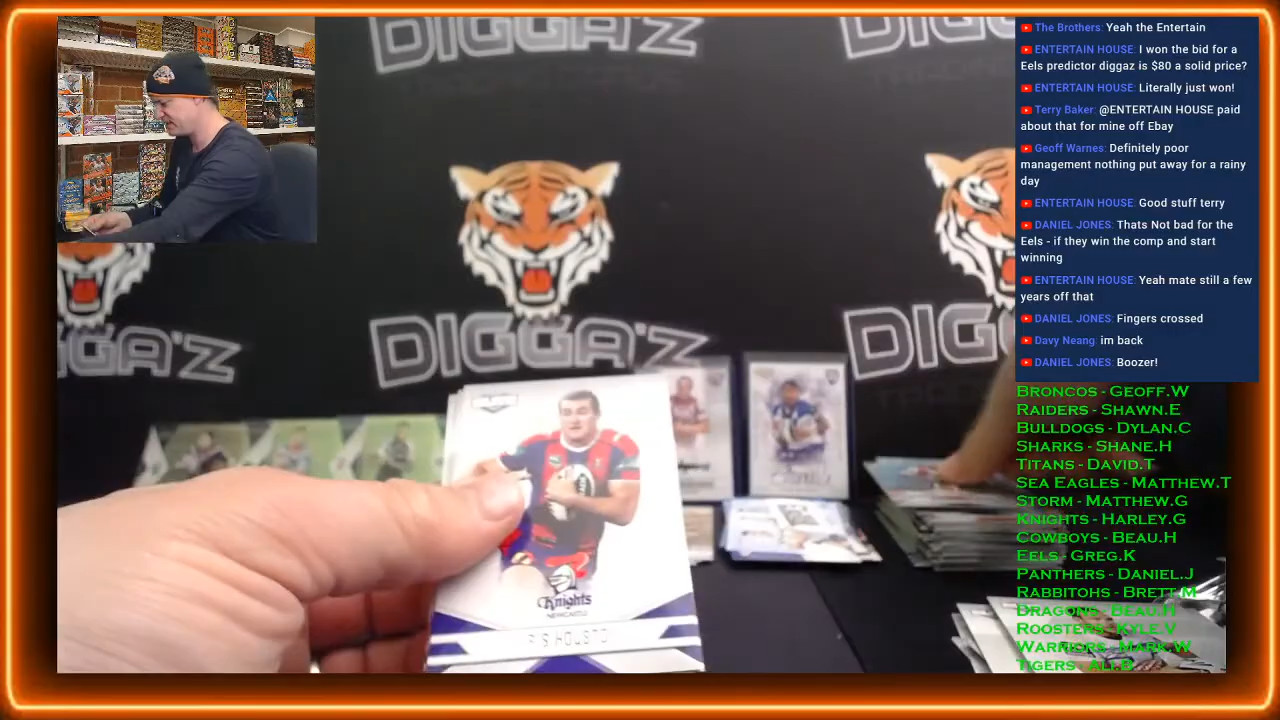 DIGGA'Z
The Brothers: Yeah the Entertain
ENTERTAIN HOUSE: I won the bid for a
Eels predictor diggaz is $80 a solid price?
ENTERTAIN HOUSE: Literally just won!
Terry Baker: @ENTERTAIN HOUSE paid
about that for mine off Ebay
Geoff Warnes: Definitely poor
management nothing put away for a rainy
day
ENTERTAIN HOUSE: Good stuff terry
DANIEL JONES: Thats Not bad for the
Eels - if they win the comp and start
winning
ENTERTAIN HOUSE: Yeah mate still a few
years off that
DANIEL JONES: Fingers crossed
Davy Neang: im back
DANIEL JONES: Boozer!
DIGGA'Z
Broncos - Geoff.W
Raiders - Shawn.E
Bulldogs - Dylan.C
Sharks - Shane.H
Titans - David.T
Sea Eagles - Matthew.T
Storm - Matthew.G
Knights - Harley.G
Cowboys - Beau.H
Eels - Greg.K
Panthers - Daniel.J
Rabbitohs - Brett.M
Dragons - Beau.H
Roosters - Kyle.V
Warriors - Mark.W
Tigers - Ali.B
Knights
NEWCASTLE
HOUSTO